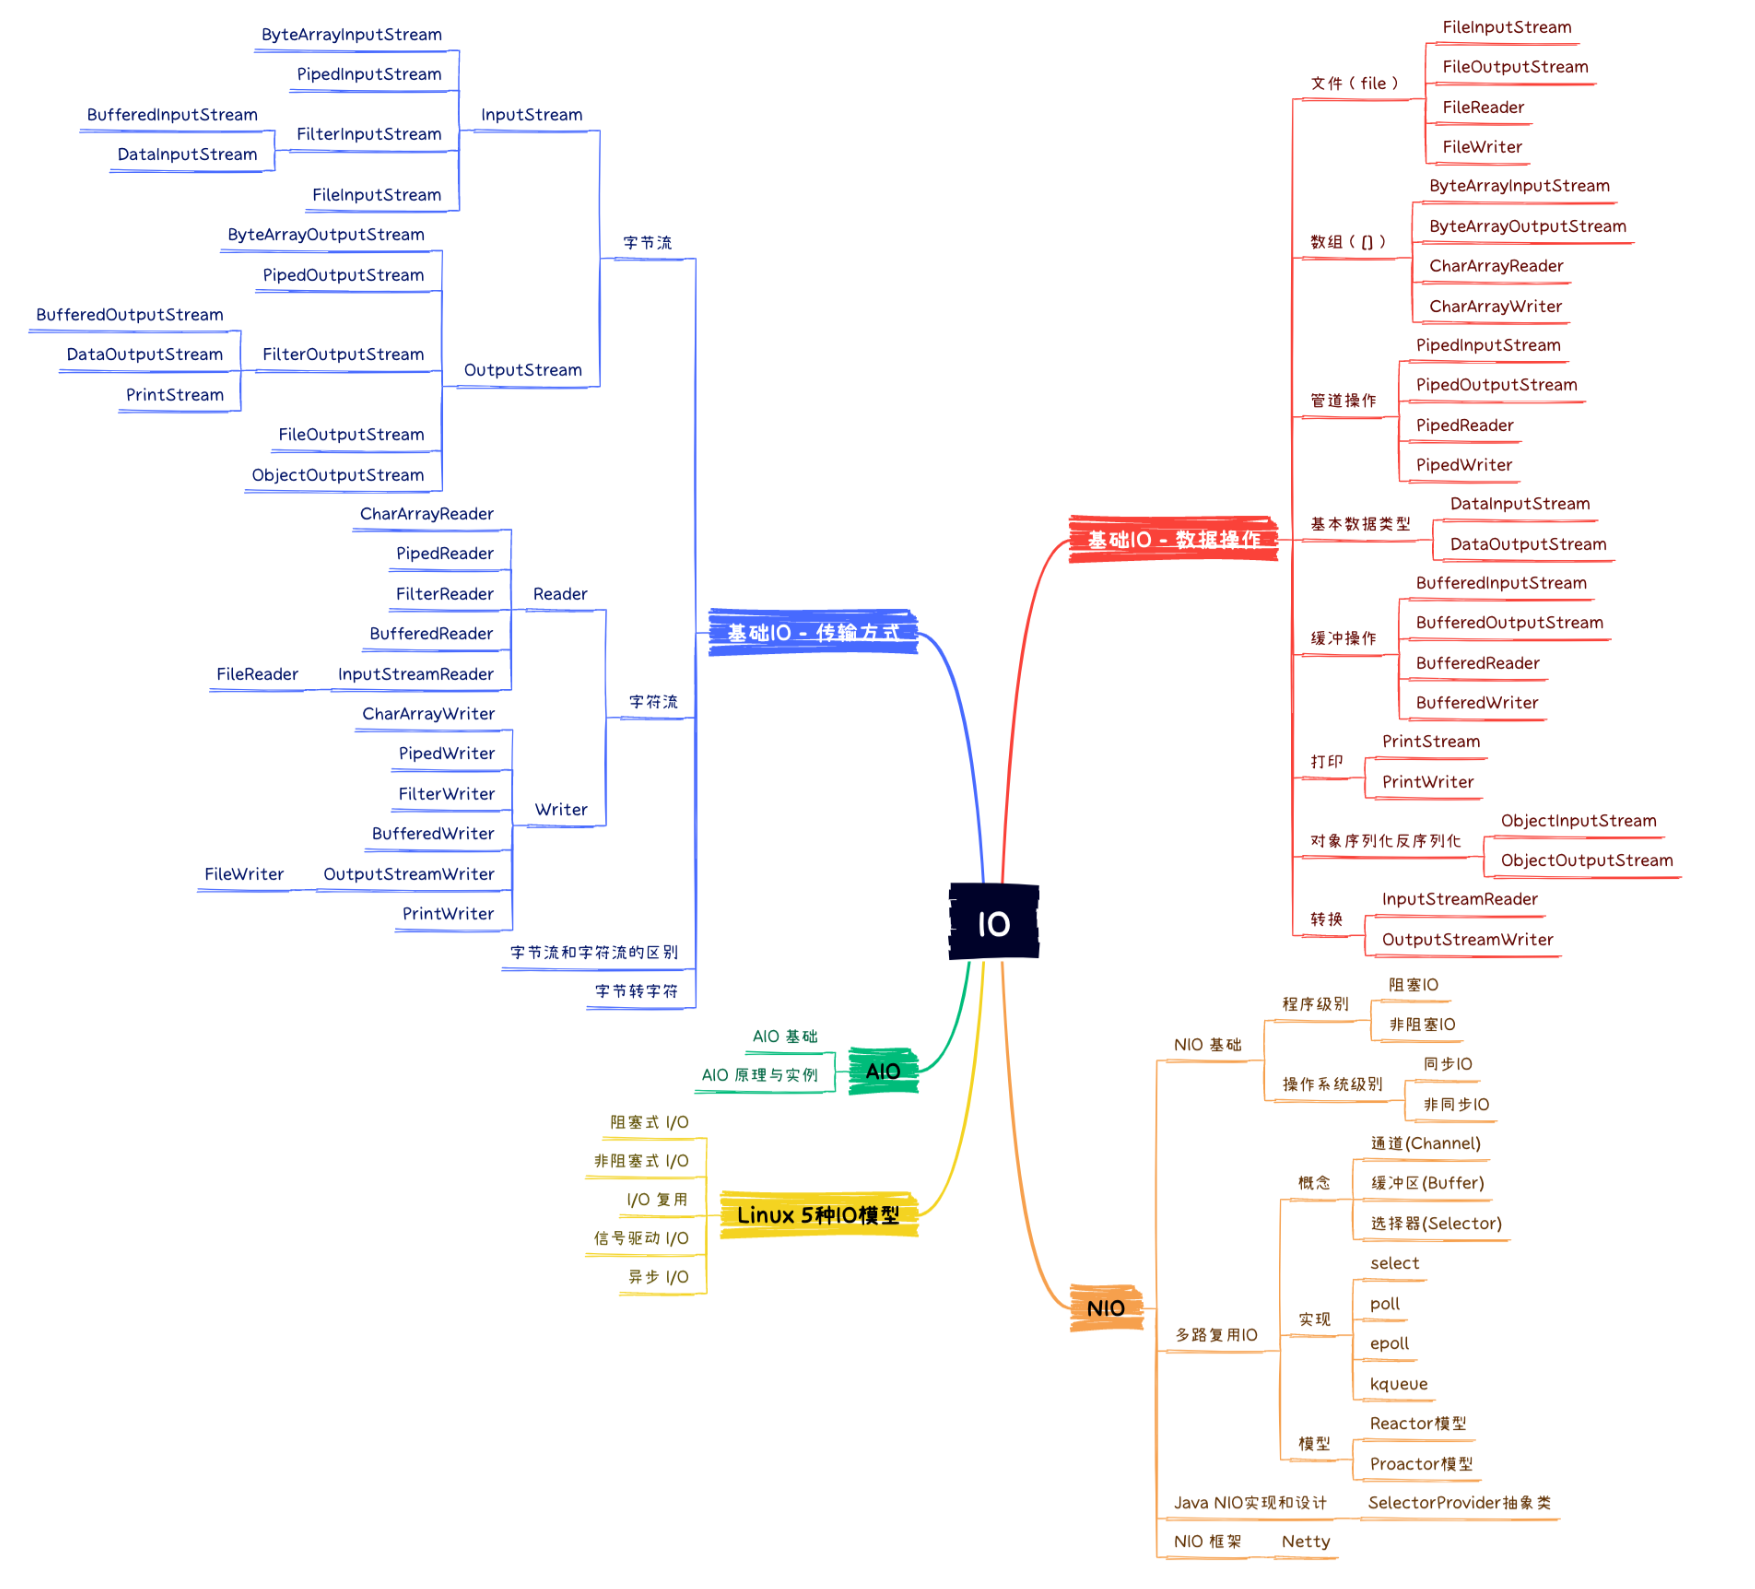 IO
基础IO - 传输方式
字节流
InputStream
ByteArrayInputStream
PipedInputStream
FilterInputStream
BufferedInputStream
DataInputStream
FileInputStream
OutputStream
ByteArrayOutputStream
PipedOutputStream
FilterOutputStream
BufferedOutputStream
DataOutputStream
PrintStream
FileOutputStream
ObjectOutputStream
字符流
Reader
CharArrayReader
PipedReader
FilterReader
BufferedReader
InputStreamReader
FileReader
Writer
CharArrayWriter
PipedWriter
FilterWriter
BufferedWriter
OutputStreamWriter
FileWriter
PrintWriter
字节流和字符流的区别
字节转字符
AIO
AIO 基础
AIO 原理与实例
Linux 5种IO模型
阻塞式 I/O
非阻塞式 I/O
I/O 复用
信号驱动 I/O
异步 I/O
基础IO - 数据操作
文件（file）
FileInputStream
FileOutputStream
FileReader
FileWriter
数组（[]）
ByteArrayInputStream
ByteArrayOutputStream
CharArrayReader
CharArrayWriter
管道操作
PipedInputStream
PipedOutputStream
PipedReader
PipedWriter
基本数据类型
DataInputStream
DataOutputStream
缓冲操作
BufferedInputStream
BufferedOutputStream
BufferedReader
BufferedWriter
打印
PrintStream
PrintWriter
对象序列化反序列化
ObjectInputStream
ObjectOutputStream
转换
InputStreamReader
OutputStreamWriter
NIO
NIO 基础
程序级别
阻塞IO
非阻塞IO
操作系统级别
同步IO
非同步IO
多路复用IO
概念
通道(Channel)
缓冲区(Buffer)
选择器(Selector)
实现
select
poll
epoll
kqueue
模型
Reactor模型
Proactor模型
Java NIO实现和设计
SelectorProvider抽象类
NIO 框架
Netty